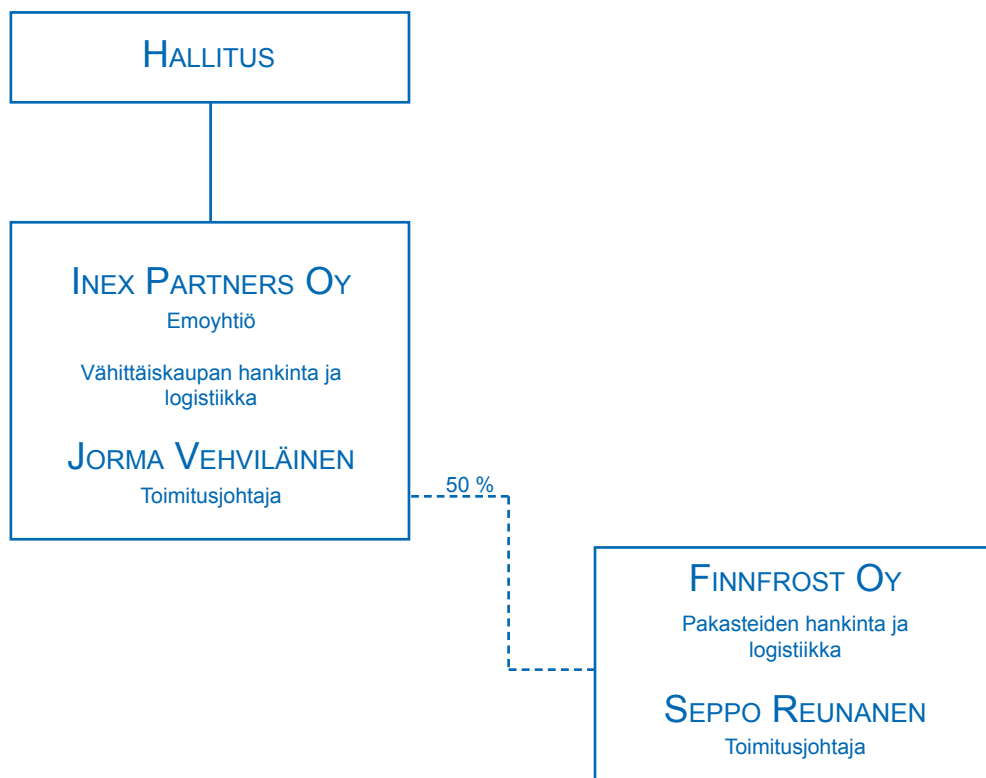 HALLITUS
INEX PARTNERS OY
Emoyhtiö
Vähittäiskaupan hankinta ja
logistiikka
JORMA VEHVILÄINEN
Toimitusjohtaja
50 %
FINNFROST OY
Pakasteiden hankinta ja
logistiikka
SEPPO REUNANEN
Toimitusjohtaja